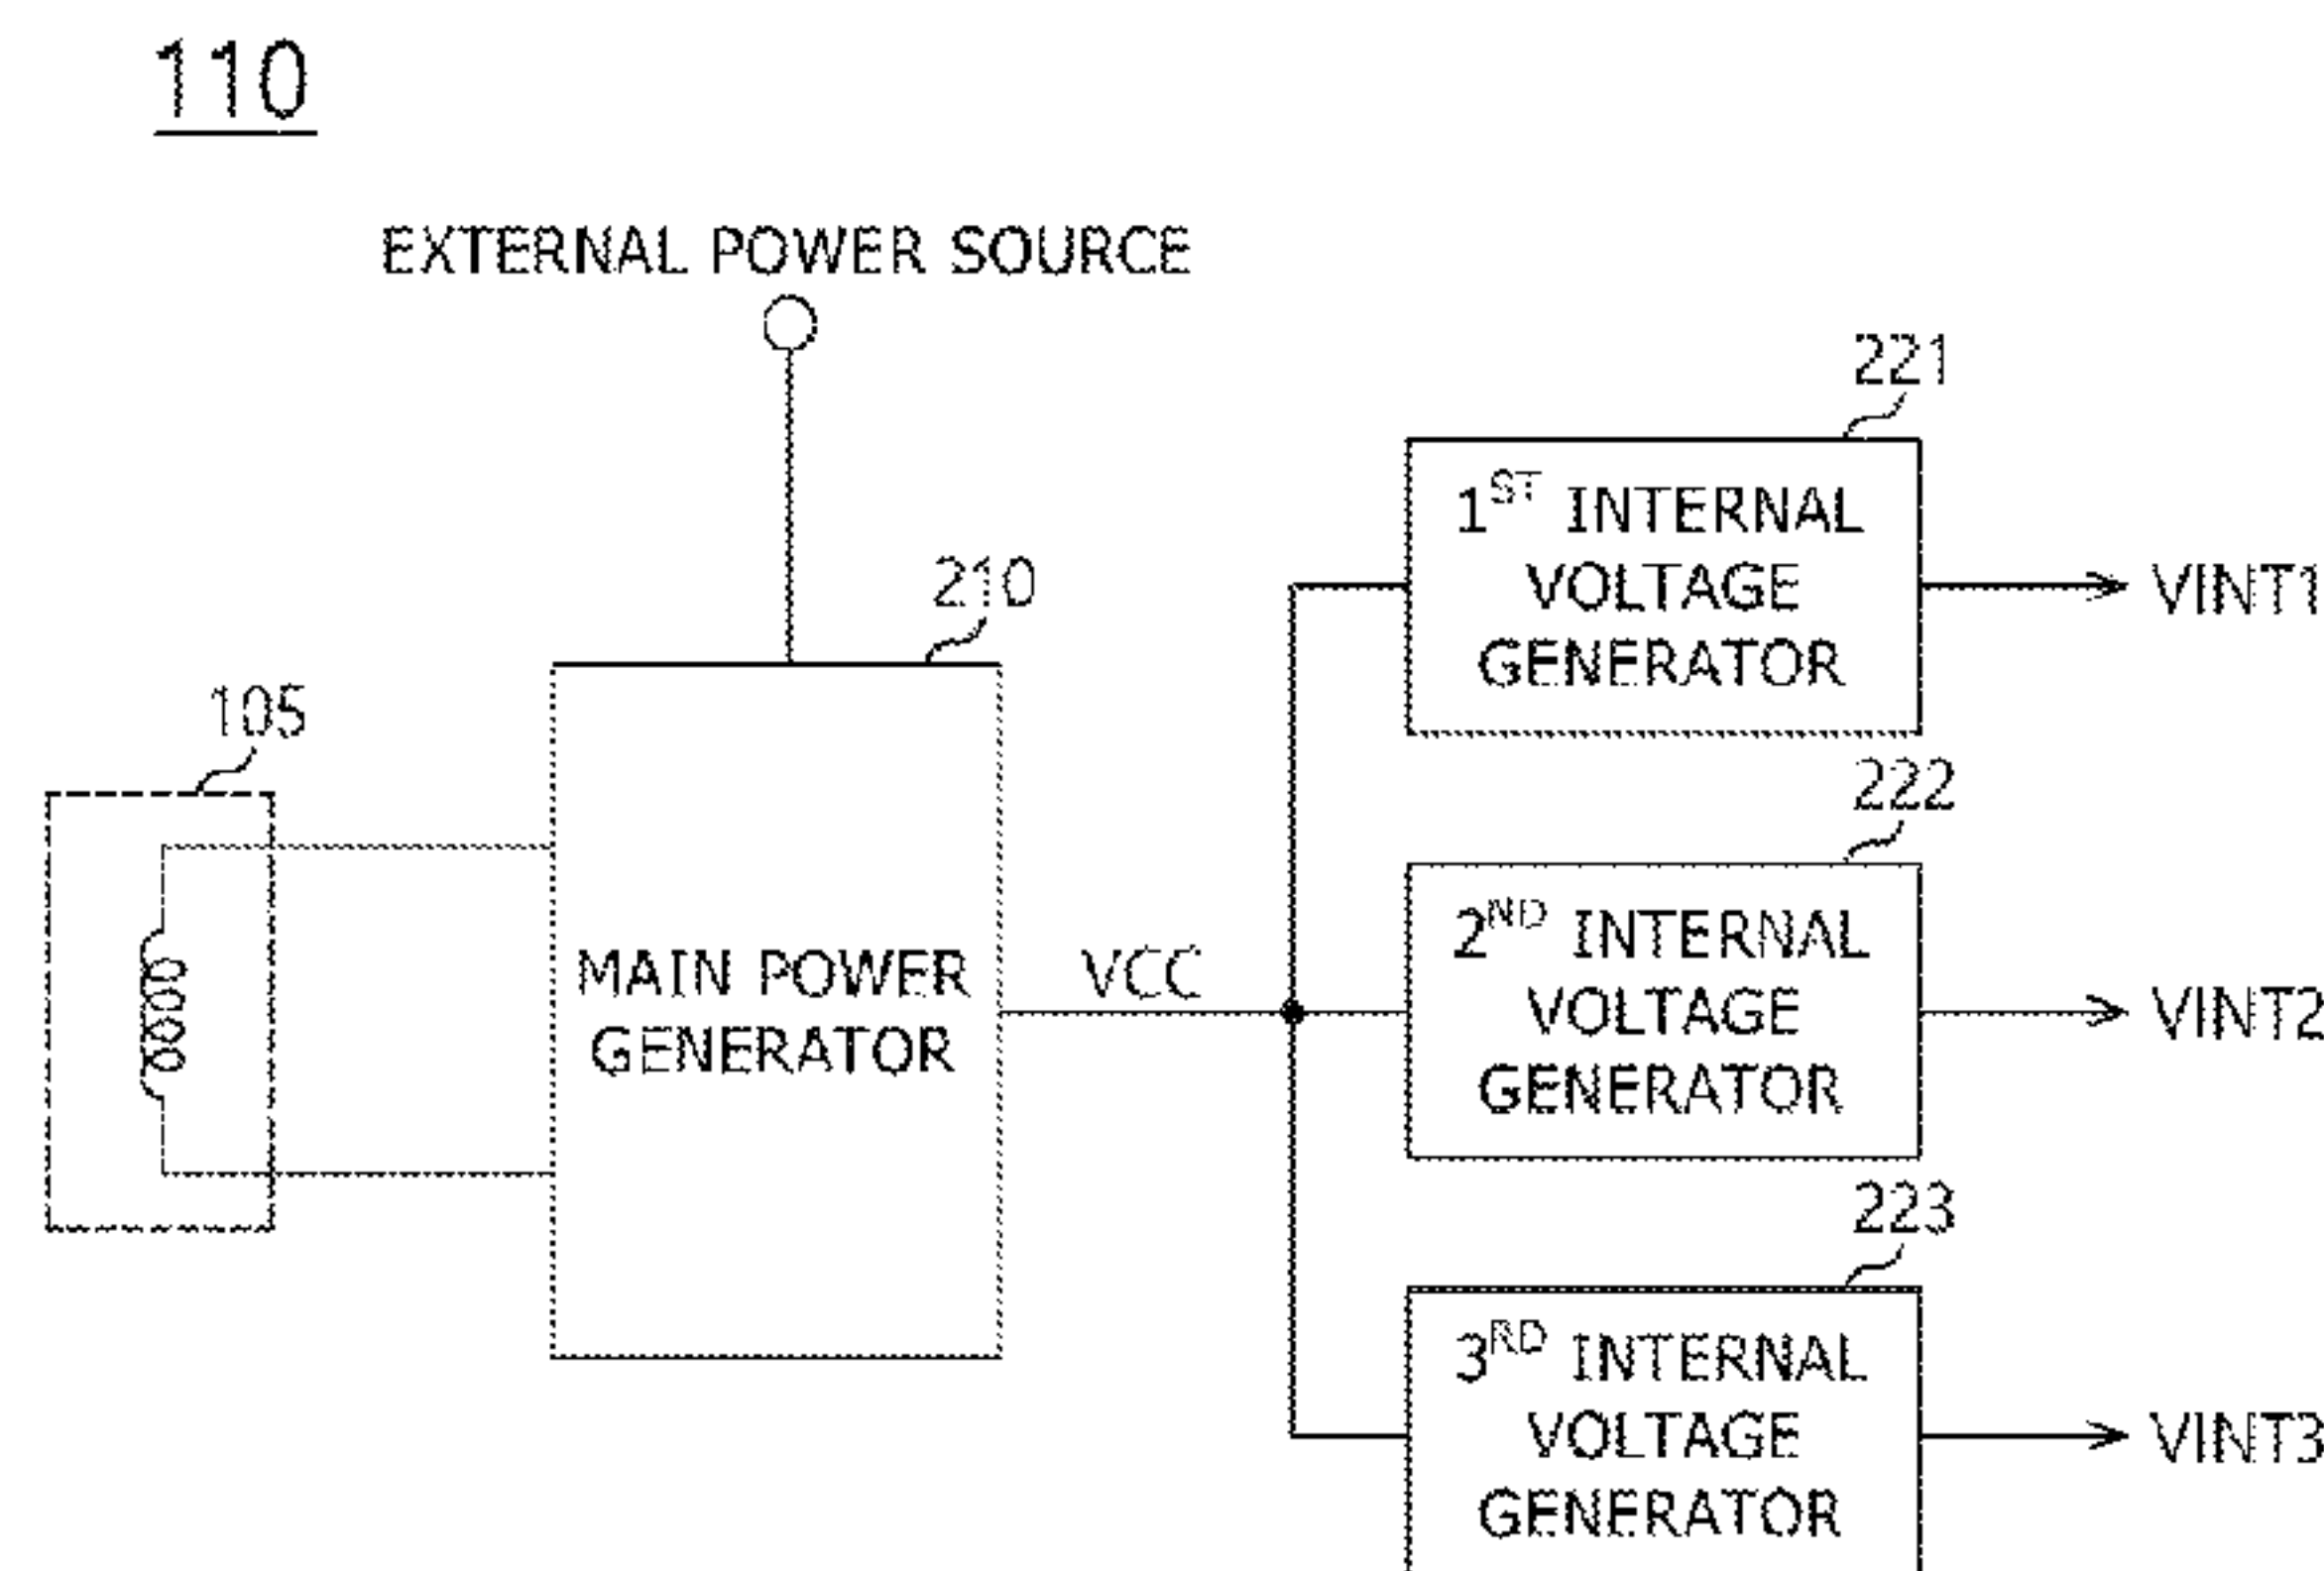 110
EXTERNAL POWER SOURCE
221
1ST INTERNAL
VOLTAGE
GENERATOR
VINT1
210
105
MAIN POWER
GENERATOR
VCC
222
2ND INTERNAL
VOLTAGE
GENERATOR
VINT2
223
3RD INTERNAL
VOLTAGE
GENERATOR
VINT3